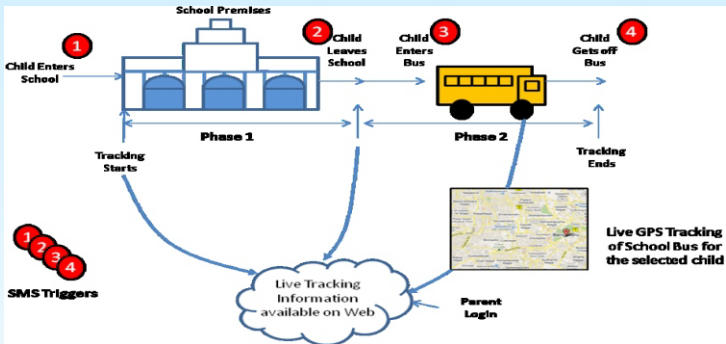 School Premises
1
Child Enters
School
2
Child
Leaves
School
3
Child
Enters
Bus
4
Child
Gets off
Bus
Phase 1
Phase 2
Tracking
Starts
Tracking
Ends
1
2
3
4
SMS Triggers
Live GPS Tracking
of School Bus for
the selected child
Live Tracking
Information
available on Web
Parent
Login